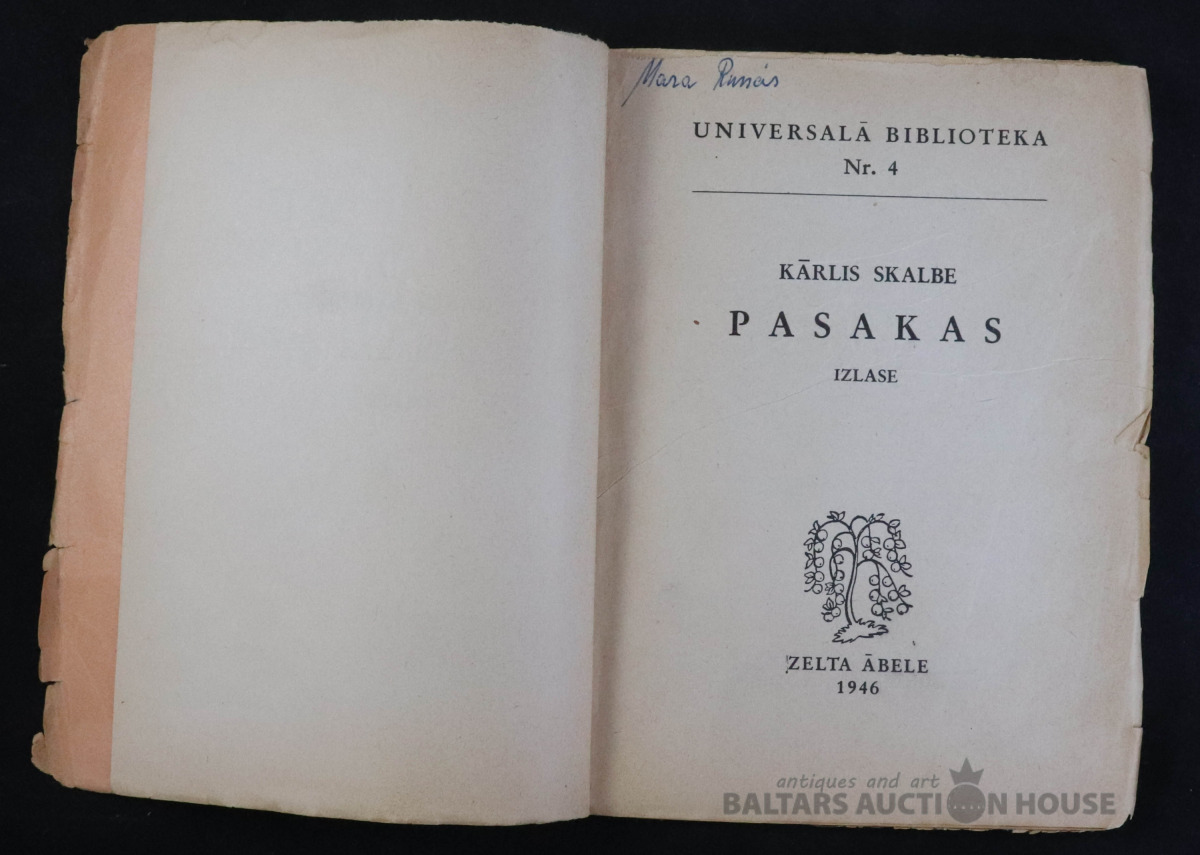 Mara
UNIVERSALĀ BIBLIOTEKA
Nr. 4
KĀRLIS SKALBE
PASAKAS
IZLASE
ZELTA ĀBELE
1946
antiques and art
BALTARS AUCTION HOUSE